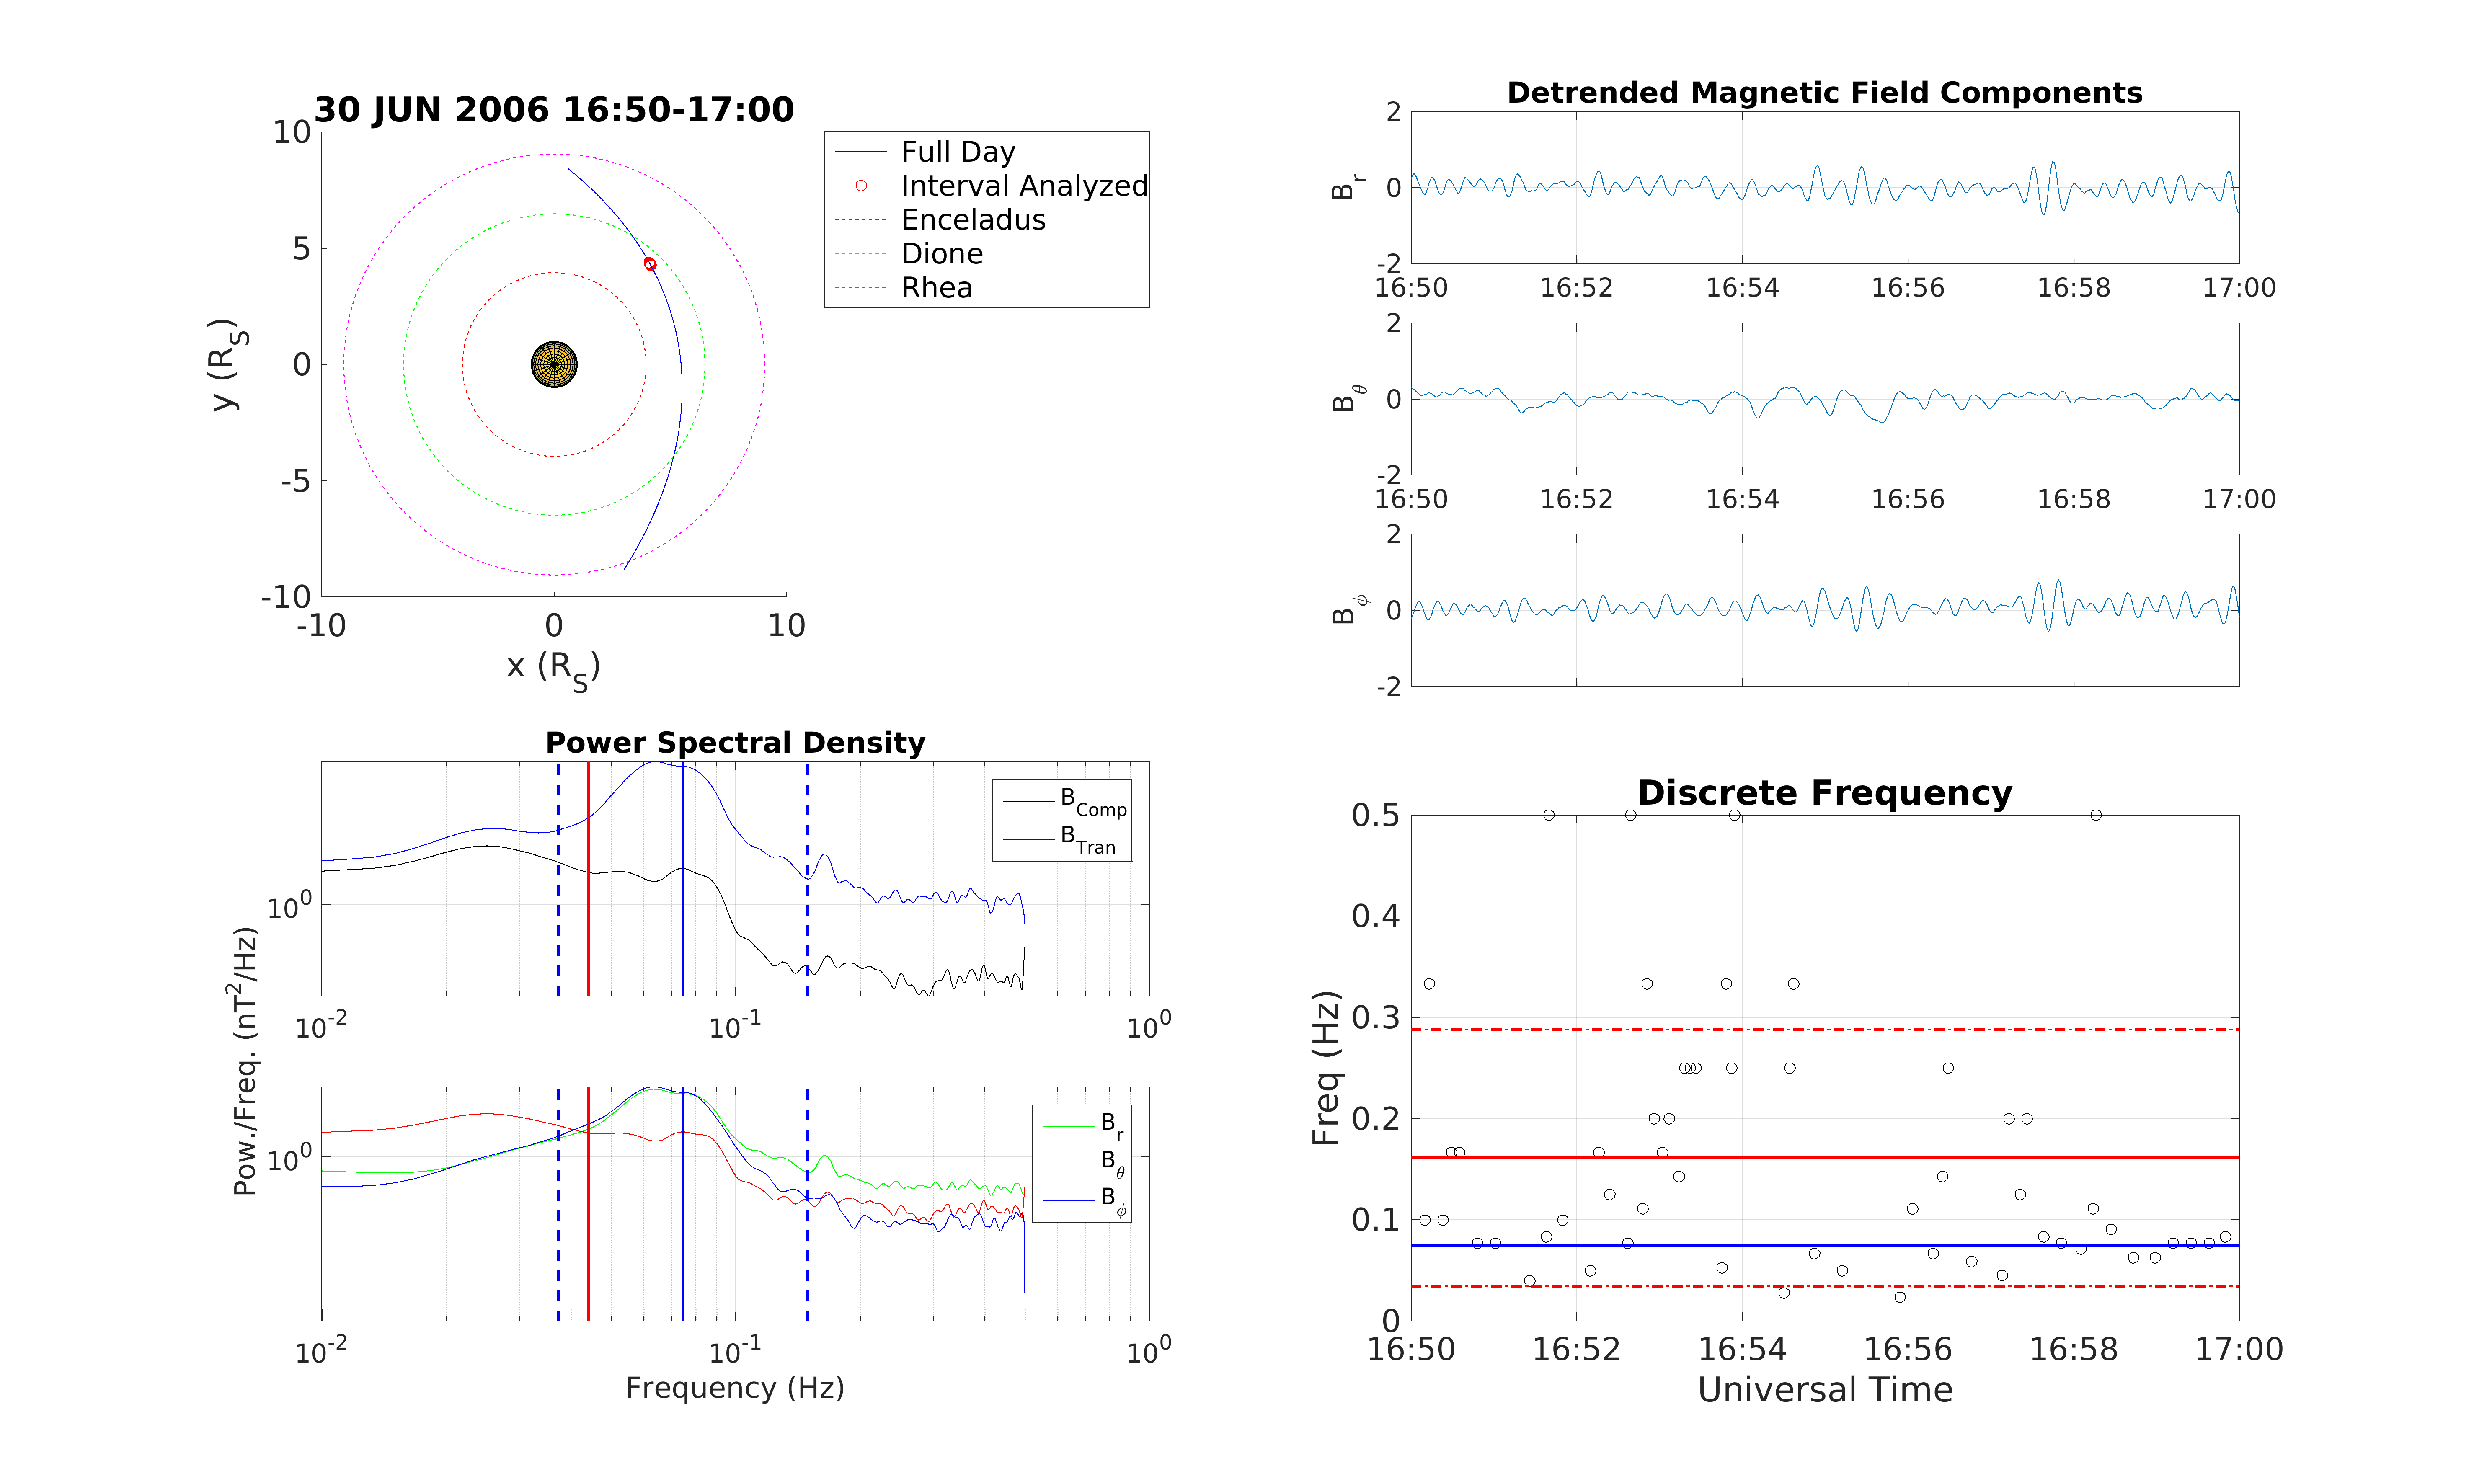 30 JUN 2006 16:50-17:00
10
5
0
-5
-10
-10 0 10
y (R_S)
x (R_S)
Full Day
Interval Analyzed
Enceladus
Dione
Rhea
Detrended Magnetic Field Components
2
0
-2
B_r
16:50 16:52 16:54 16:56 16:58 17:00
2
0
-2
B_θ
16:50 16:52 16:54 16:56 16:58 17:00
2
0
-2
B_ϕ
Power Spectral Density
10^0
B_Comp
B_Tran
10^-2 10^-1 10^0
Pow./Freq. (nT^2/Hz)
10^0
B_r
B_θ
B_ϕ
10^-2 10^-1 10^0
Frequency (Hz)
Discrete Frequency
0.5
0.4
0.3
0.2
0.1
0
Freq (Hz)
16:50 16:52 16:54 16:56 16:58 17:00
Universal Time